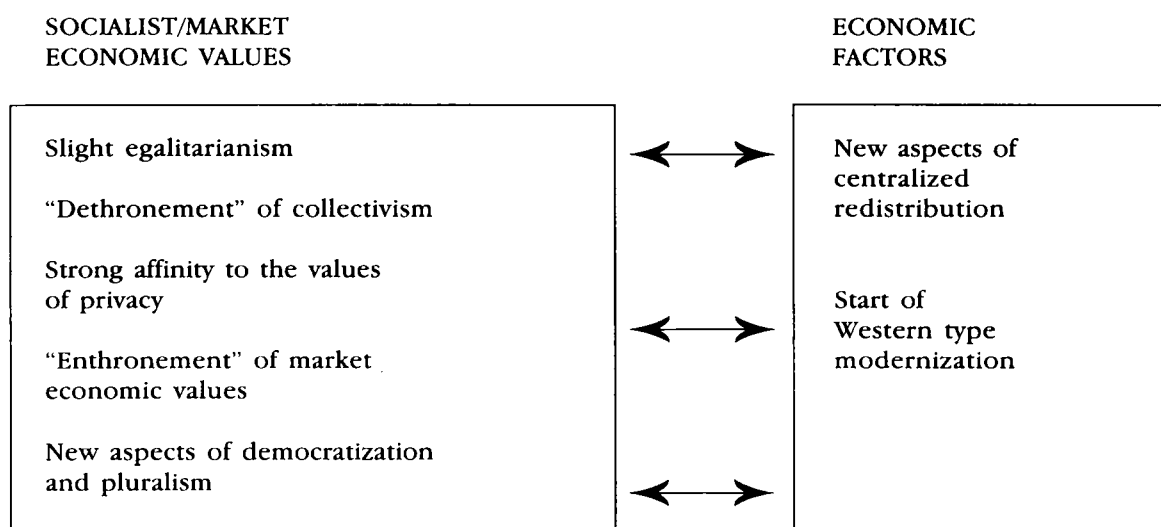 SOCIALIST/MARKET
ECONOMIC VALUES
ECONOMIC
FACTORS
Slight egalitarianism
“Dethronement” of collectivism
Strong affinity to the values
of privacy
“Enthronement” of market
economic values
New aspects of democratization
and pluralism
New aspects of
centralized
redistribution
Start of
Western type
modernization